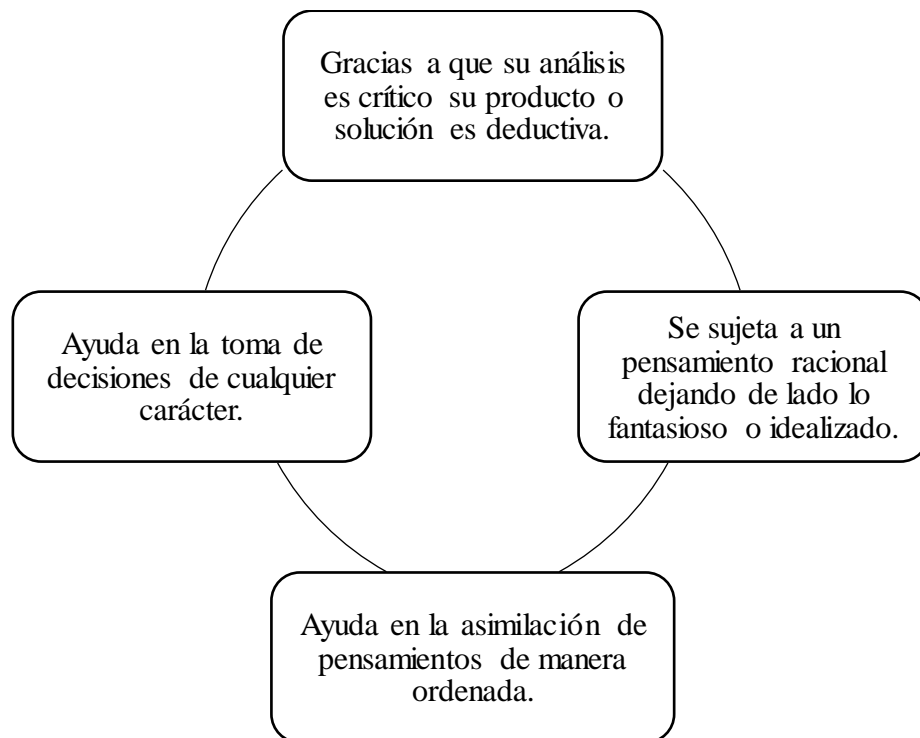 Gracias a que su análisis
es crítico su producto o
solución es deductiva.
Se sujeta a un
pensamiento racional
dejando de lado lo
fantasioso o idealizado.
Ayuda en la asimilación de
pensamientos de manera
ordenada.
Ayuda en la toma de
decisiones de cualquier
carácter.